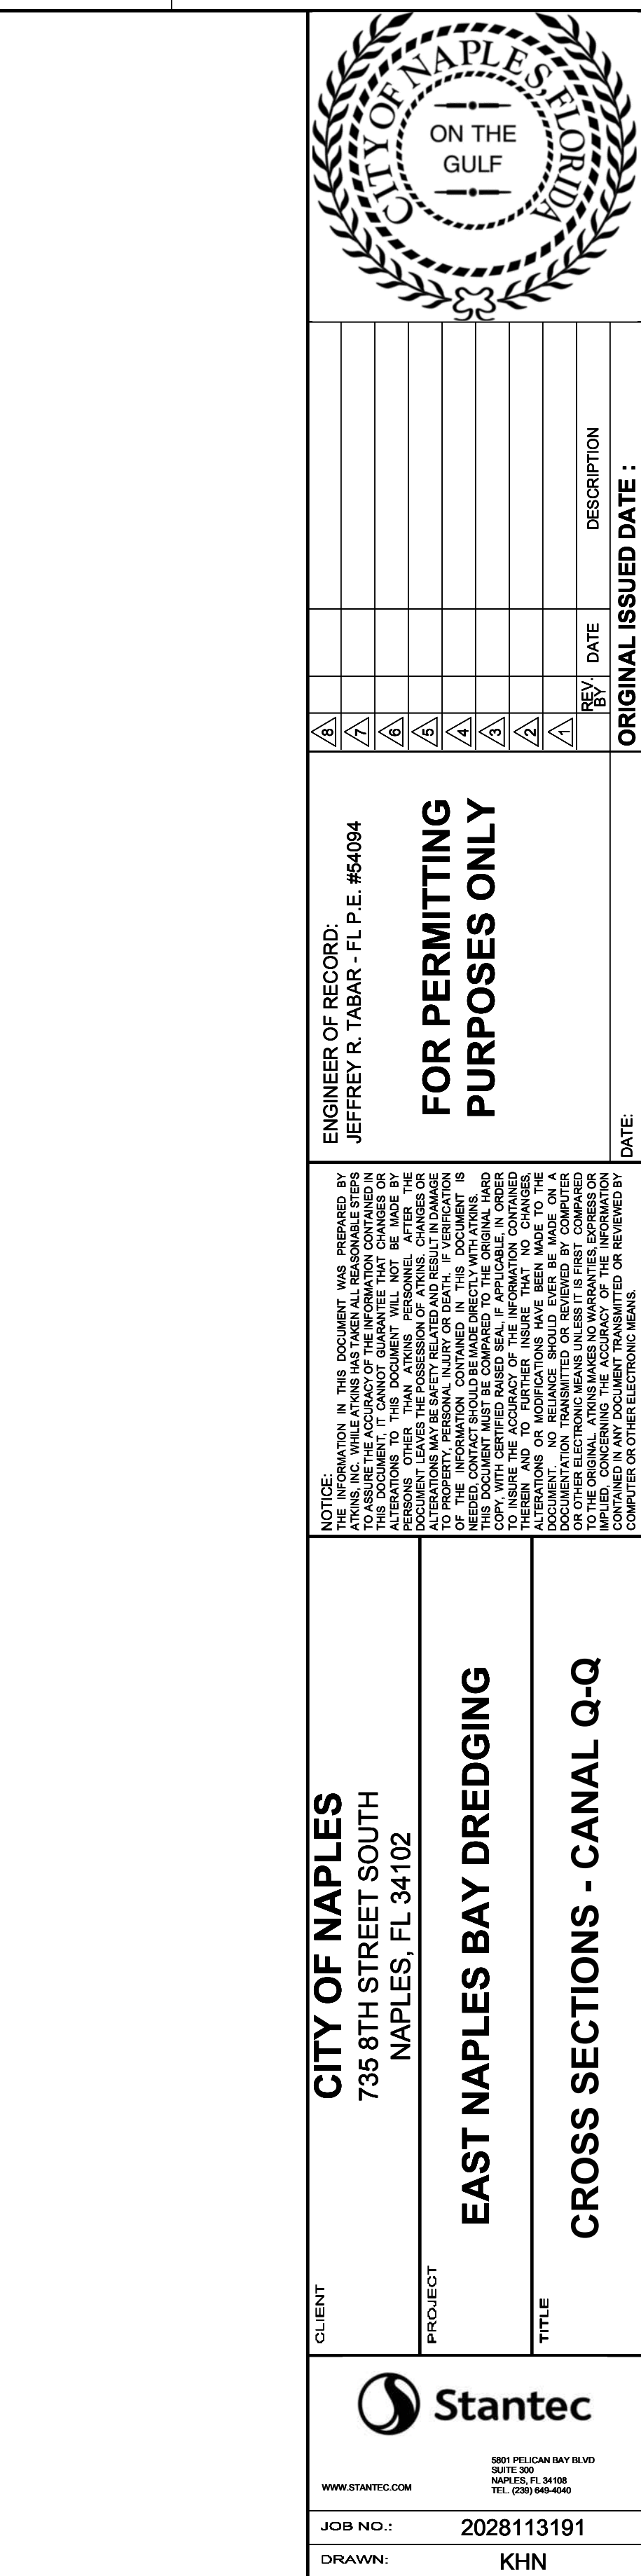 CITY OF NAPLES, FLORIDA
ON THE
GULF
8
7
6
5
4
3
2
1
REV. BY
DATE
DESCRIPTION
ORIGINAL ISSUED DATE :
ENGINEER OF RECORD:
JEFFREY R. TABAR - FL P.E. #54094
FOR PERMITTING
PURPOSES ONLY
DATE:
NOTICE:
THE INFORMATION IN THIS DOCUMENT WAS PREPARED BY
ATKINS, INC. WHILE ATKINS HAS TAKEN ALL REASONABLE STEPS
TO ASSURE THE ACCURACY OF THE INFORMATION CONTAINED IN
THIS DOCUMENT, IT CANNOT GUARANTEE THAT CHANGES OR
ALTERATIONS TO THIS DOCUMENT WILL NOT BE MADE BY
PERSONS OTHER THAN ATKINS PERSONNEL AFTER THE
DOCUMENT LEAVES THE POSSESSION OF ATKINS. CHANGES OR
ALTERATIONS MAY BE SAFETY RELATED AND RESULT IN DAMAGE
TO PROPERTY, PERSONAL INJURY OR DEATH. IF VERIFICATION
OF THE INFORMATION CONTAINED IN THIS DOCUMENT IS
NEEDED, CONTACT SHOULD BE MADE DIRECTLY WITH ATKINS.
THIS DOCUMENT MUST BE COMPARED TO THE ORIGINAL HARD
COPY, WITH CERTIFIED RAISED SEAL, IF APPLICABLE, IN ORDER
TO INSURE THE ACCURACY OF THE INFORMATION CONTAINED
THEREIN AND TO FURTHER INSURE THAT NO CHANGES,
ALTERATIONS OR MODIFICATIONS HAVE BEEN MADE TO THE
DOCUMENT. NO RELIANCE SHOULD EVER BE MADE ON A
DOCUMENTATION TRANSMITTED OR REVIEWED BY COMPUTER
OR OTHER ELECTRONIC MEANS UNLESS IT IS FIRST COMPARED
TO THE ORIGINAL. ATKINS MAKES NO WARRANTIES, EXPRESS OR
IMPLIED, CONCERNING THE ACCURACY OF THE INFORMATION
CONTAINED IN ANY DOCUMENT TRANSMITTED OR REVIEWED BY
COMPUTER OR OTHER ELECTRONIC MEANS.
CLIENT
CITY OF NAPLES
735 8TH STREET SOUTH
NAPLES, FL 34102
PROJECT
EAST NAPLES BAY DREDGING
TITLE
CROSS SECTIONS - CANAL Q-Q
Stantec
WWW.STANTEC.COM
5801 PELICAN BAY BLVD
SUITE 300
NAPLES, FL 34108
TEL. (239) 649-4040
JOB NO.: 2028113191
DRAWN: KHN